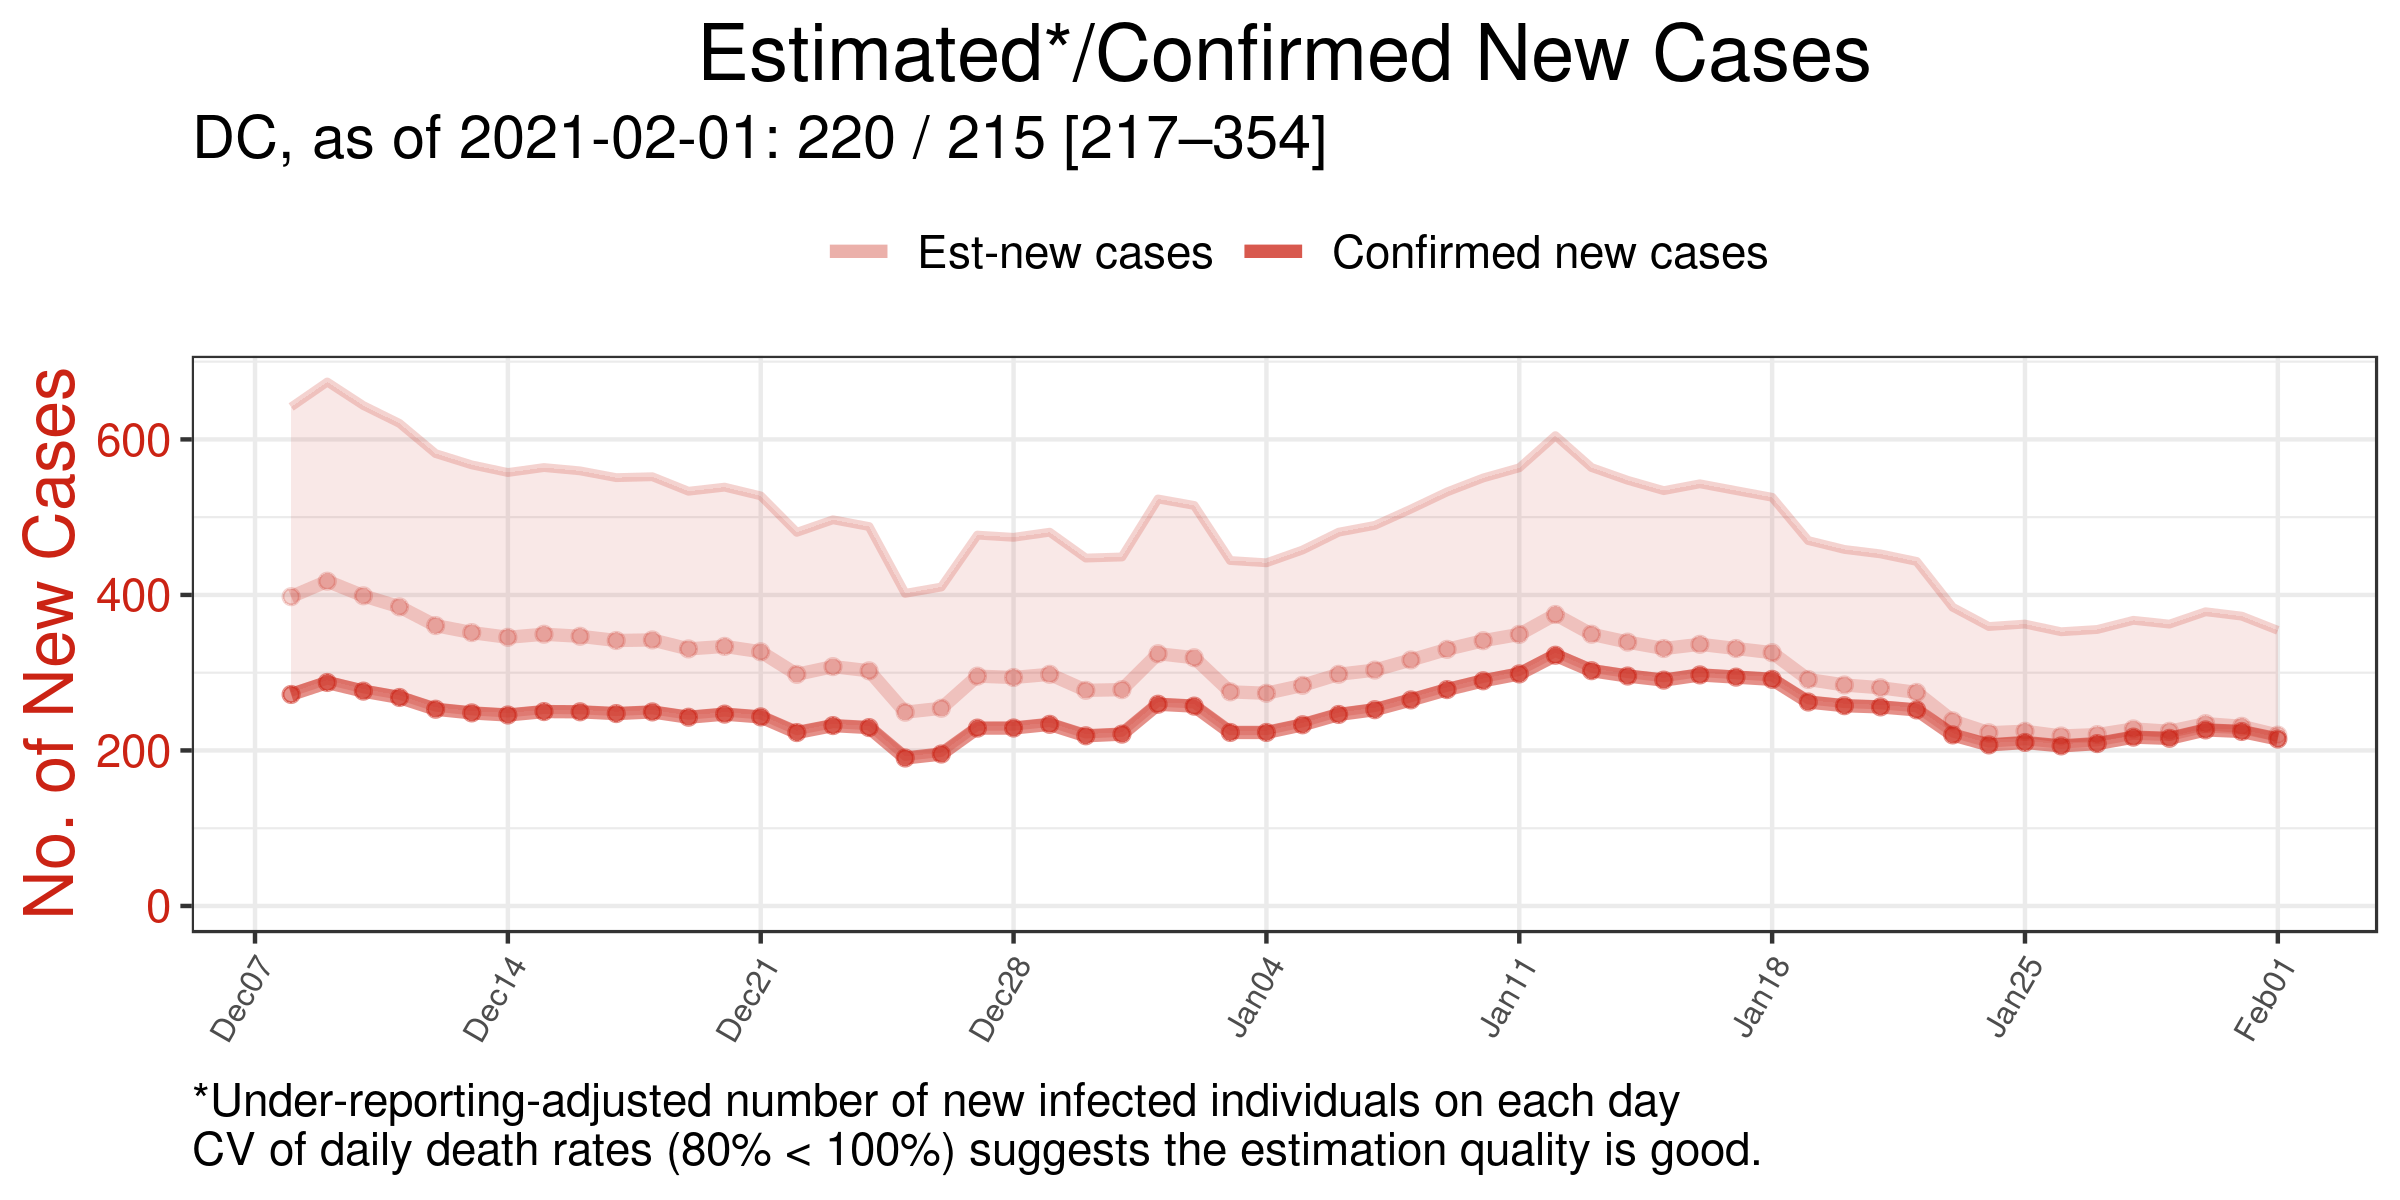 Estimated*/Confirmed New Cases
DC, as of 2021-02-01: 220 / 215 [217–354]
Est-new cases
Confirmed new cases
No. of New Cases
600
400
200
0
Dec07
Dec14
Dec21
Dec28
Jan04
Jan11
Jan18
Jan25
Feb01
*Under-reporting-adjusted number of new infected individuals on each day
CV of daily death rates (80% < 100%) suggests the estimation quality is good.